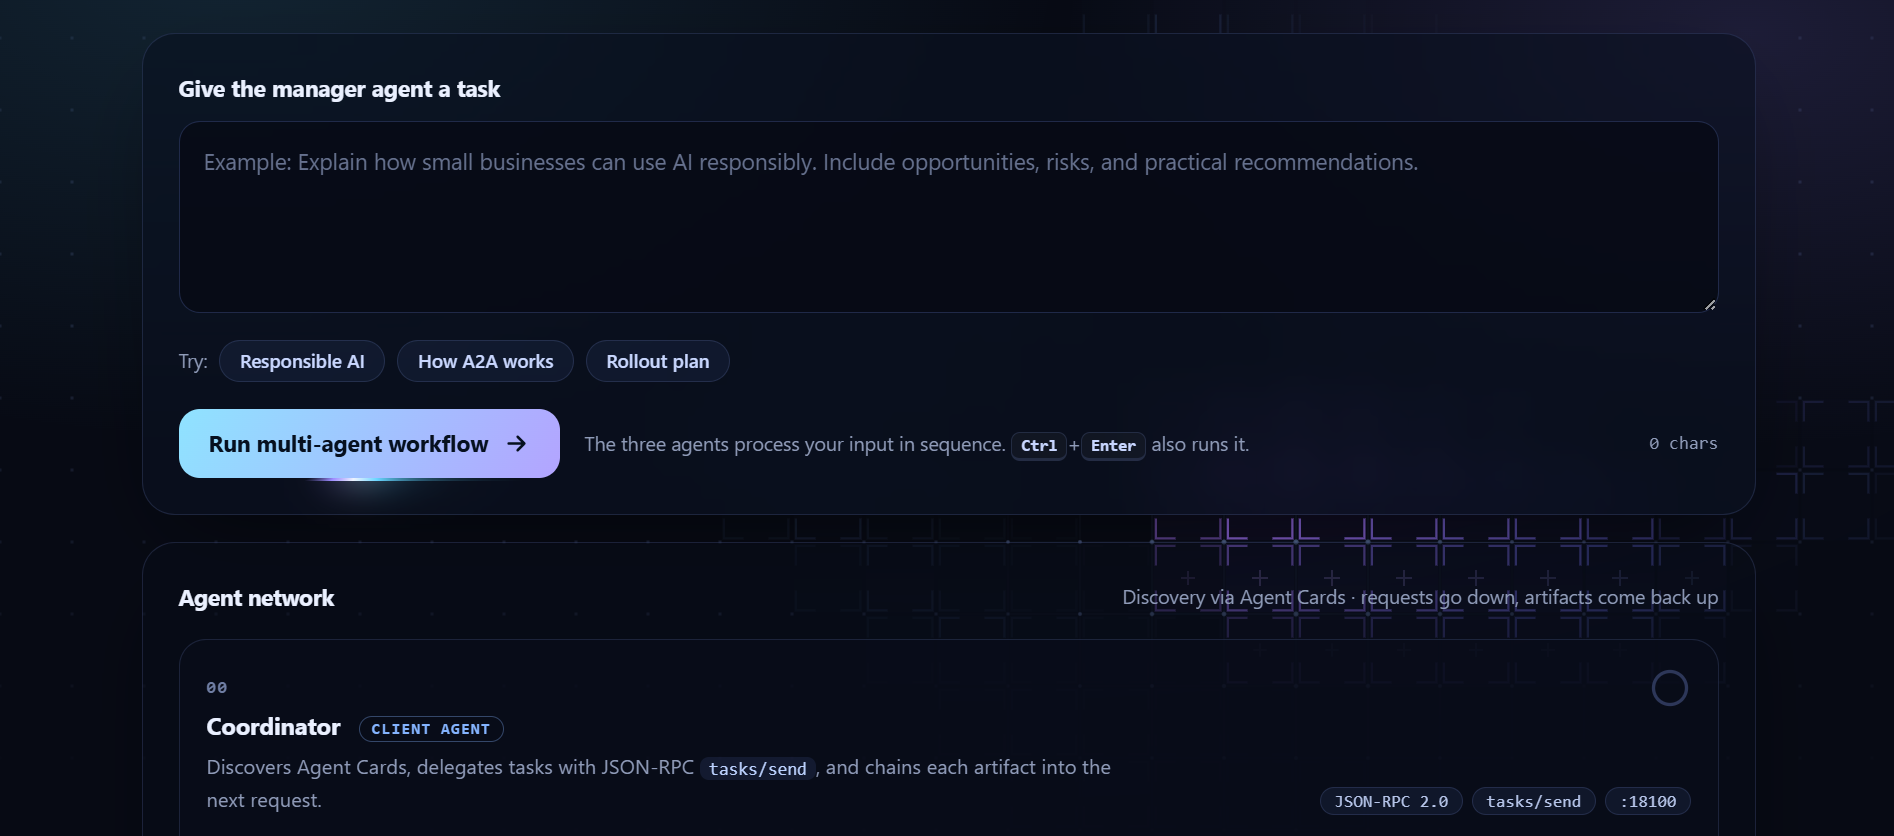 Give the manager agent a task
Example: Explain how small businesses can use AI responsibly. Include opportunities, risks, and practical recommendations.
Try: Responsible AI How A2A works Rollout plan
Run multi-agent workflow → The three agents process your input in sequence. Ctrl + Enter also runs it. 0 chars
Agent network Discovery via Agent Cards · requests go down, artifacts come back up
00
Coordinator CLIENT AGENT
Discovers Agent Cards, delegates tasks with JSON-RPC tasks/send, and chains each artifact into the
next request.
JSON-RPC 2.0 tasks/send :18100